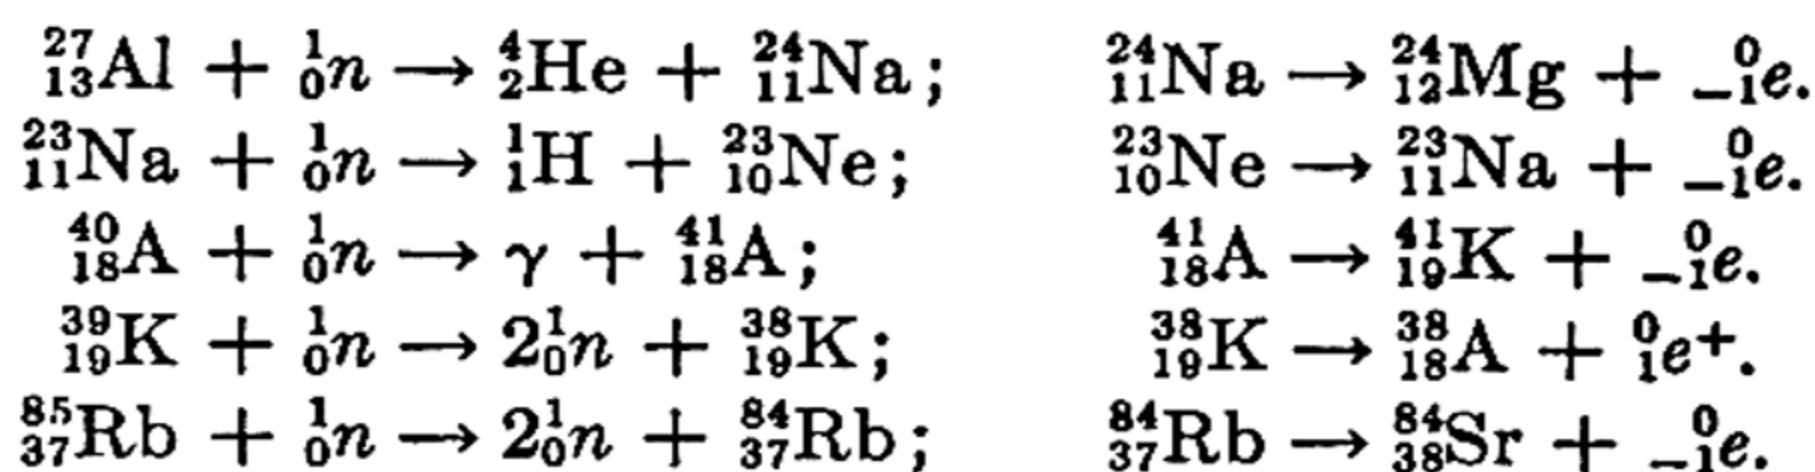 ²⁷₁₃Al + ¹₀n → ⁴₂He + ²⁴₁₁Na; ²⁴₁₁Na → ²⁴₁₂Mg + ⁰₋₁e.
²³₁₁Na + ¹₀n → ¹₁H + ²³₁₀Ne; ²³₁₀Ne → ²³₁₁Na + ⁰₋₁e.
⁴⁰₁₈A + ¹₀n → γ + ⁴¹₁₈A; ⁴¹₁₈A → ⁴¹₁₉K + ⁰₋₁e.
³⁹₁₉K + ¹₀n → 2¹₀n + ³⁸₁₉K; ³⁸₁₉K → ³⁸₁₈A + ⁰₁e⁺.
⁸⁵₃₇Rb + ¹₀n → 2¹₀n + ⁸⁴₃₇Rb; ⁸⁴₃₇Rb → ⁸⁴₃₈Sr + ⁰₋₁e.